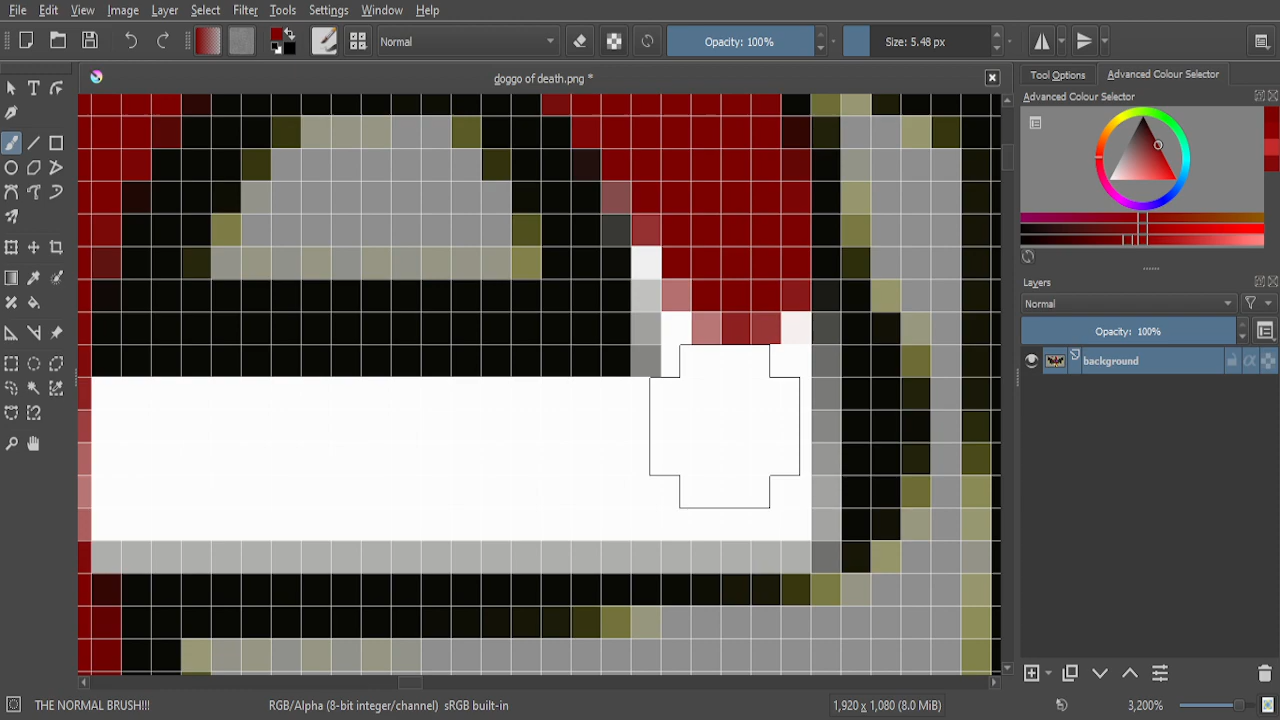 File Edit View Image Layer Select Filter Tools Settings Window Help
Normal
Opacity: 100%
Size: 5.48 px
doggo of death.png *
Tool Options
Advanced Colour Selector
Advanced Colour Selector
Layers
Normal
Opacity: 100%
background
THE NORMAL BRUSH!!!
RGB/Alpha (8-bit integer/channel) sRGB built-in
1,920 x 1,080 (8.0 MiB)
3,200%